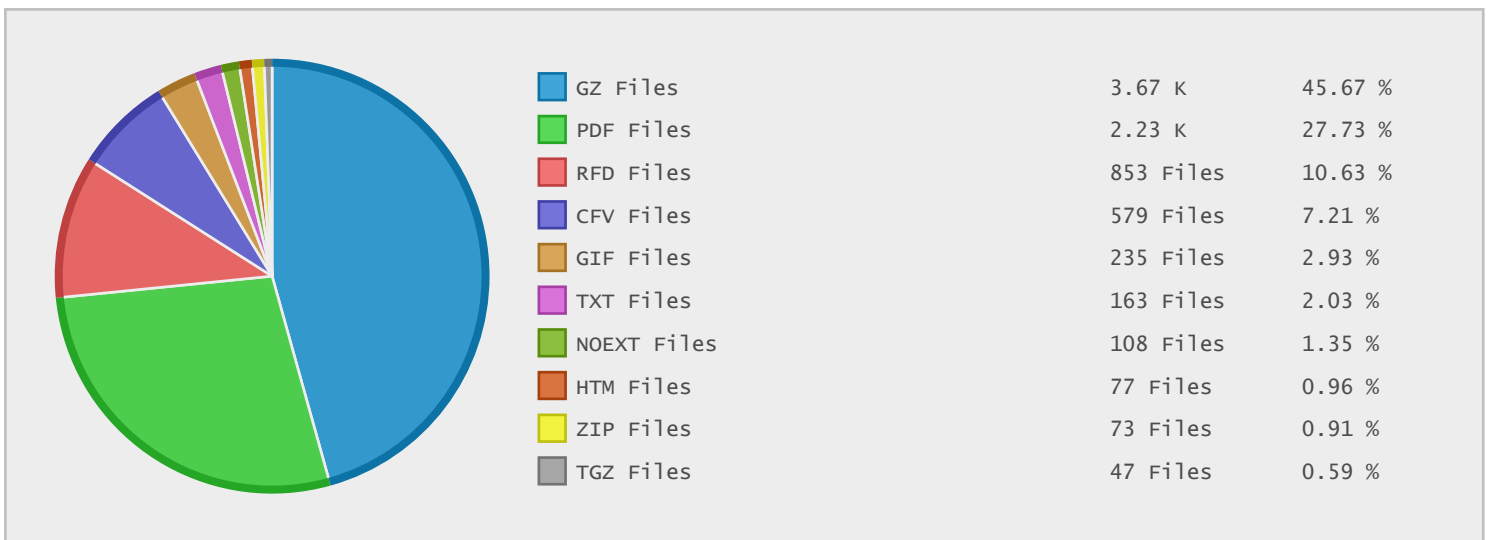 GZ Files 3.67 K 45.67 %
PDF Files 2.23 K 27.73 %
RFD Files 853 Files 10.63 %
CFV Files 579 Files 7.21 %
GIF Files 235 Files 2.93 %
TXT Files 163 Files 2.03 %
NOEXT Files 108 Files 1.35 %
HTM Files 77 Files 0.96 %
ZIP Files 73 Files 0.91 %
TGZ Files 47 Files 0.59 %